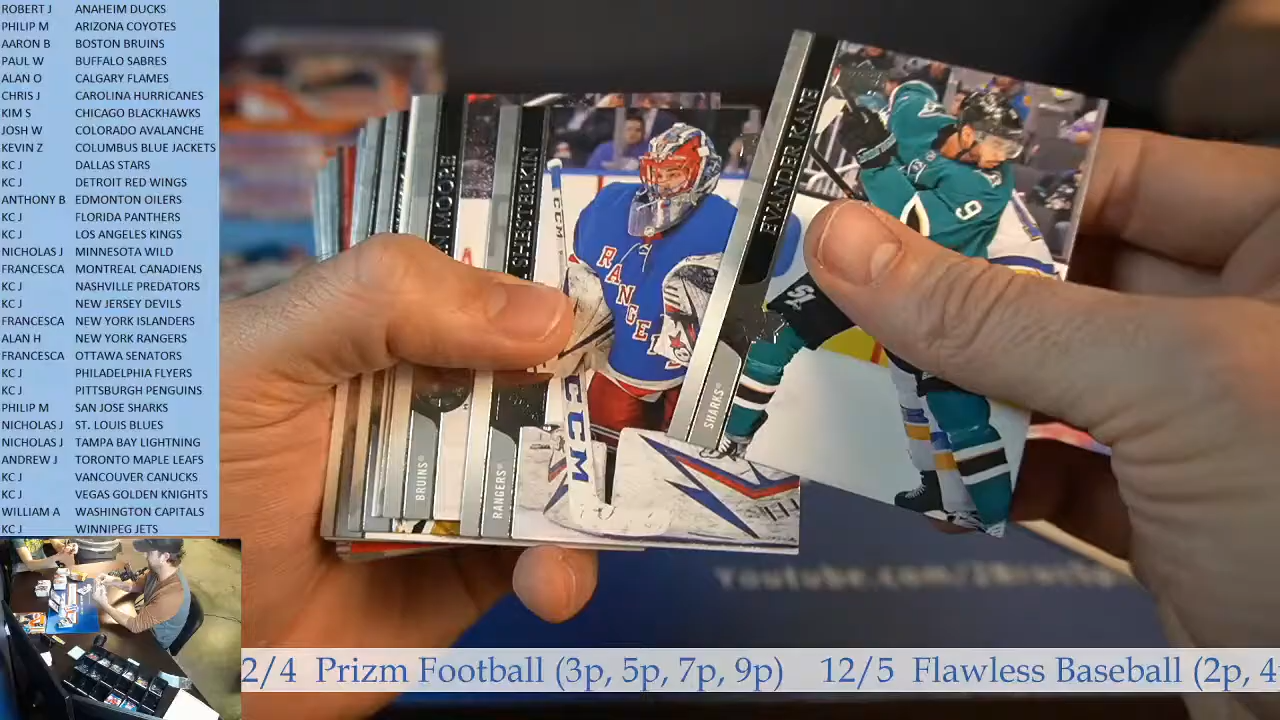 ROBERT J ANAHEIM DUCKS
PHILIP M ARIZONA COYOTES
AARON B BOSTON BRUINS
PAUL W BUFFALO SABRES
ALAN O CALGARY FLAMES
CHRIS J CAROLINA HURRICANES
KIM S CHICAGO BLACKHAWKS
JOSH W COLORADO AVALANCHE
KEVIN Z COLUMBUS BLUE JACKETS
KC J DALLAS STARS
KC J DETROIT RED WINGS
ANTHONY B EDMONTON OILERS
KC J FLORIDA PANTHERS
KC J LOS ANGELES KINGS
NICHOLAS J MINNESOTA WILD
FRANCESCA MONTREAL CANADIENS
KC J NASHVILLE PREDATORS
KC J NEW JERSEY DEVILS
FRANCESCA NEW YORK ISLANDERS
ALAN H NEW YORK RANGERS
FRANCESCA OTTAWA SENATORS
KC J PHILADELPHIA FLYERS
KC J PITTSBURGH PENGUINS
PHILIP M SAN JOSE SHARKS
NICHOLAS J ST. LOUIS BLUES
NICHOLAS J TAMPA BAY LIGHTNING
ANDREW J TORONTO MAPLE LEAFS
KC J VANCOUVER CANUCKS
KC J VEGAS GOLDEN KNIGHTS
WILLIAM A WASHINGTON CAPITALS
KC J WINNIPEG JETS
MOORE
BRUINS
SHESTERKIN
RANGERS
RANGE
CCM
CCM
EVANDER KANE
SHARKS
9
Youtube.com/
2/4 Prizm Football (3p, 5p, 7p, 9p) 12/5 Flawless Baseball (2p, 4